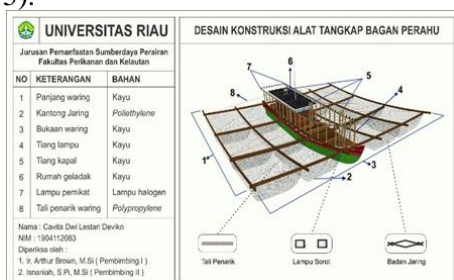 5).
UNIVERSITAS RIAU
Jurusan Pemanfaatan Sumberdaya Perairan
Fakultas Perikanan dan Kelautan
NO KETERANGAN BAHAN
1 Panjang waring Kayu
2 Kantong Jaring Poliethylene
3 Bukaan waring Kayu
4 Tiang lampu Kayu
5 Tiang kapal Kayu
6 Rumah geladak Kayu
7 Lampu pemikat Lampu halogen
8 Tali penarik waring Polypropylene
Nama : Cavita Dwi Lestari Deviko
NIM : 1904112083
Diperiksa oleh :
1. Ir. Arthur Brown, M.Si ( Pembimbing I )
2. Isnaniah, S.Pi, M.Si ( Pembimbing II )
DESAIN KONSTRUKSI ALAT TANGKAP BAGAN PERAHU
6
7
5
8
4
1
3
2
Tali Penarik
Lampu Sorot
Badan Jaring